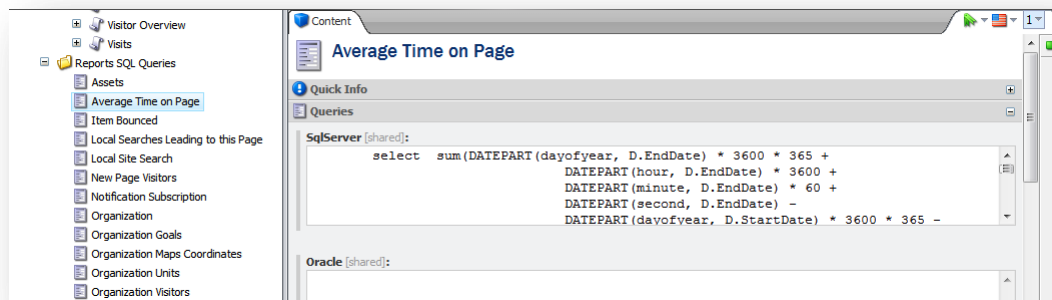 Visitor Overview
Visits
Reports SQL Queries
Assets
Average Time on Page
Item Bounced
Local Searches Leading to this Page
Local Site Search
New Page Visitors
Notification Subscription
Organization
Organization Goals
Organization Maps Coordinates
Organization Units
Organization Visitors
Content
1
Average Time on Page
Quick Info
Queries
SqlServer [shared]:
select sum(DATEPART(dayofyear, D.EndDate) * 3600 * 365 +
DATEPART(hour, D.EndDate) * 3600 +
DATEPART(minute, D.EndDate) * 60 +
DATEPART(second, D.EndDate) -
DATEPART(dayofyear, D.StartDate) * 3600 * 365 -
Oracle [shared]: